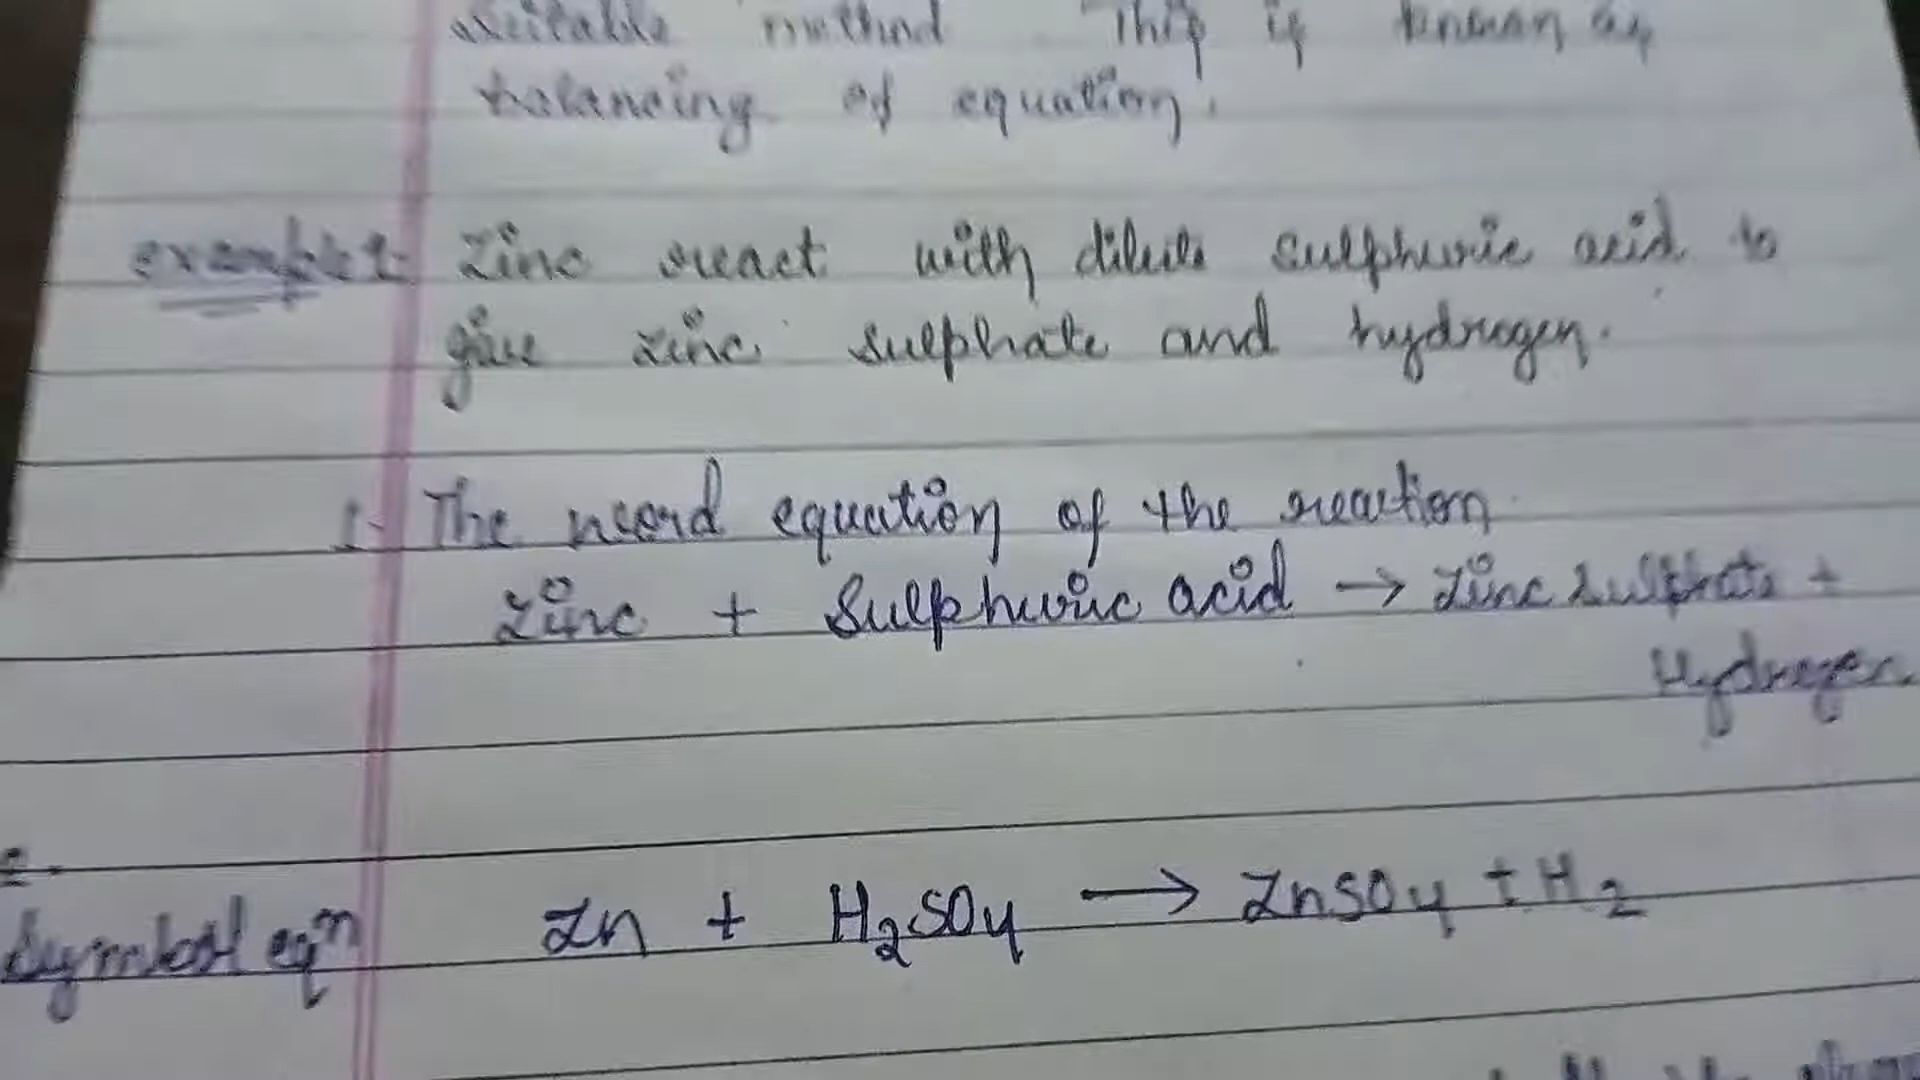 suitable method. This is known as
balancing of equation.
example 1:- Zinc react with dilute sulphuric acid to
give zinc sulphate and hydrogen.
1- The word equation of the reaction
Zinc + Sulphuric acid → Zinc Sulphate +
Hydrogen
2.
Symbol eqn Zn + H2SO4 → ZnSO4 + H2